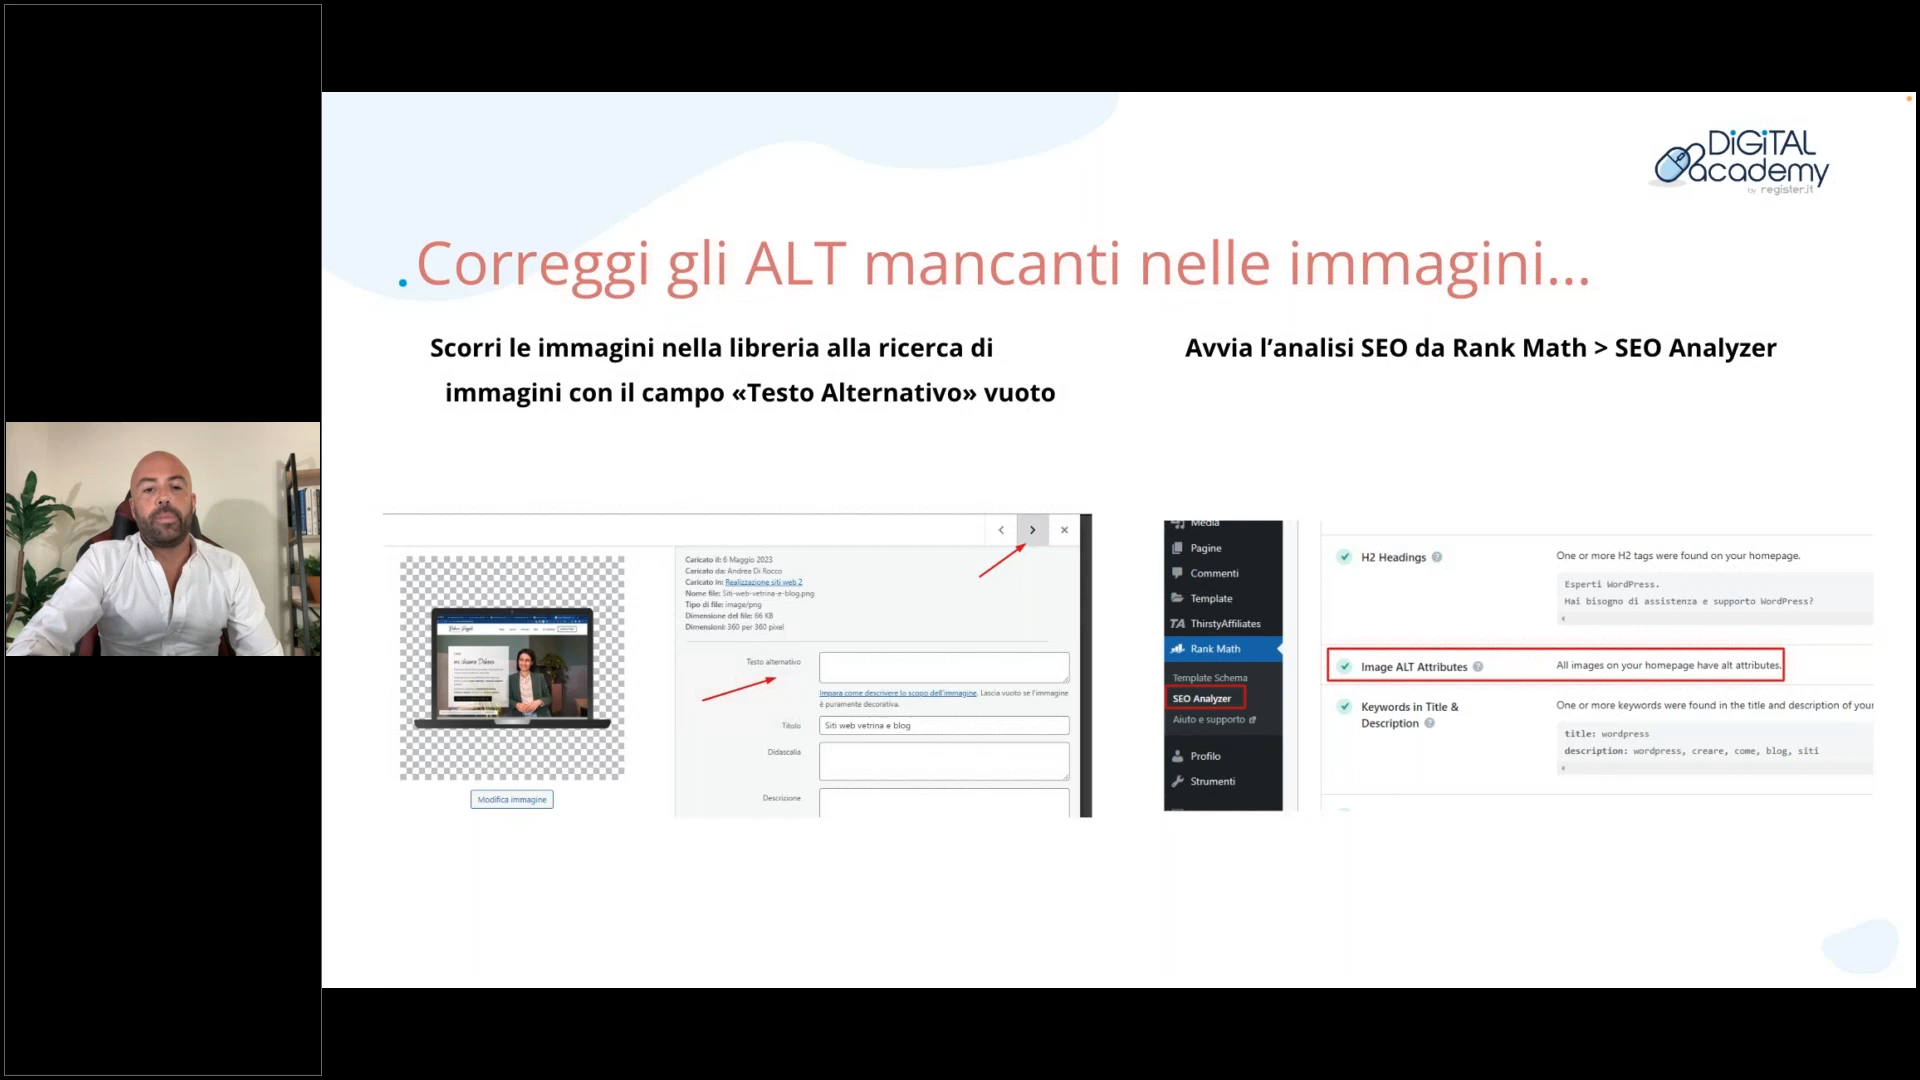 DiGiTAL
academy
by register.it
. Correggi gli ALT mancanti nelle immagini...
Scorri le immagini nella libreria alla ricerca di
immagini con il campo «Testo Alternativo» vuoto
Caricato il: 6 Maggio 2023
Caricato da: Andrea Di Rocco
Caricato in: Realizzazione siti web 2
Nome file: Siti-web-vetrina-e-blog.png
Tipo di file: image/png
Dimensione del file: 66 KB
Dimensioni: 360 per 360 pixel
Testo alternativo
Impara come descrivere lo scopo dell'immagine. Lascia vuoto se l'immagine
è puramente decorativa.
Titolo
Siti web vetrina e blog
Didascalia
Descrizione
Modifica immagine
Avvia l’analisi SEO da Rank Math > SEO Analyzer
Media
Pagine
Commenti
Template
TA ThirstyAffiliates
Rank Math
Template Schema
SEO Analyzer
Aiuto e supporto
Profilo
Strumenti
H2 Headings
One or more H2 tags were found on your homepage.
Esperti WordPress.
Hai bisogno di assistenza e supporto WordPress?
Image ALT Attributes
All images on your homepage have alt attributes.
Keywords in Title &
Description
One or more keywords were found in the title and description of your
title: wordpress
description: wordpress, creare, come, blog, siti